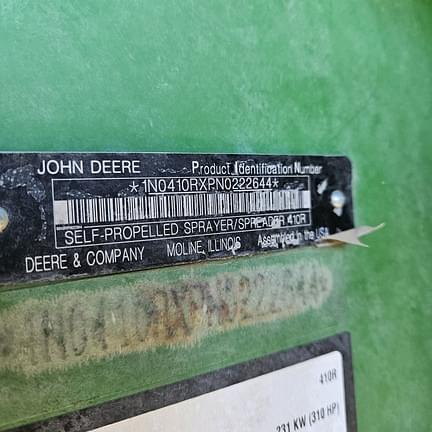 JOHN DEERE Product Identification Number
*1N0410RXPN0222644*
SELF-PROPELLED SPRAYER/SPREADER 410R
DEERE & COMPANY MOLINE, ILLINOIS Assembled in the USA
1N0410RXPN0222644
410R
231 KW (310 HP)